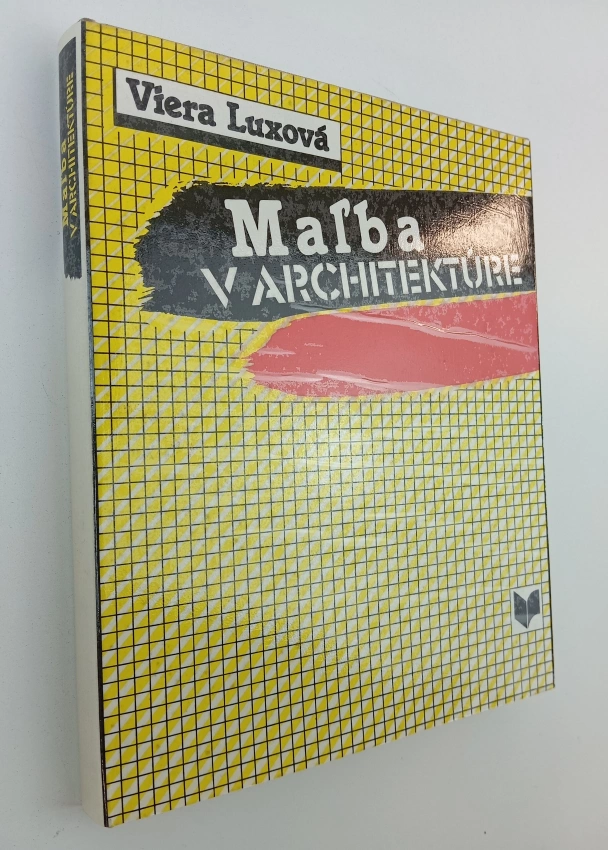 Viera Luxová
Maľba
V ARCHITEKTÚRE
Maľba
V ARCHITEKTÚRE